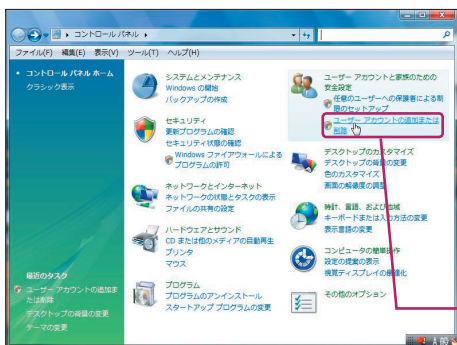 コントロール パネル
ファイル(F) 編集(E) 表示(V) ツール(T) ヘルプ(H)
コントロール パネル ホーム
クラシック表示
システムとメンテナンス
Windows の開始
バックアップの作成
セキュリティ
更新プログラムの確認
セキュリティ状態の確認
Windows ファイアウォールによる
プログラムの許可
ネットワークとインターネット
ネットワークの状態とタスクの表示
ファイルの共有の設定
ハードウェアとサウンド
CD または他のメディアの自動再生
プリンタ
マウス
プログラム
プログラムのアンインストール
スタートアップ プログラムの変更
ユーザー アカウントと家族のための
安全設定
任意のユーザーへの保護者による制
限のセットアップ
ユーザー アカウントの追加または
削除
デスクトップのカスタマイズ
デスクトップの背景の変更
色のカスタマイズ
画面の解像度の調整
時計、言語、および地域
キーボードまたは入力方法の変更
表示言語の変更
コンピュータの簡単操作
設定の提案の表示
視覚ディスプレイの最適化
その他のオプション
最近のタスク
ユーザー アカウントの追加ま
たは削除
デスクトップの背景の変更
テーマの変更